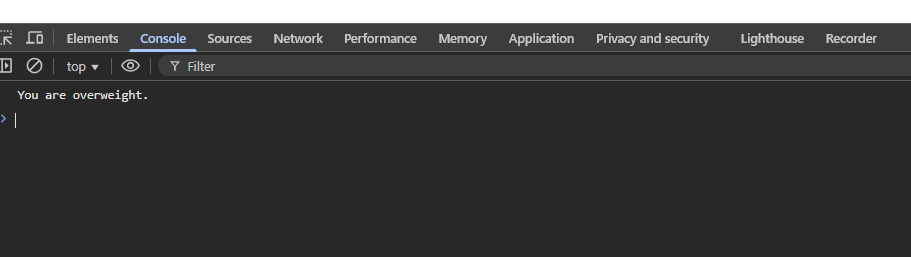 Elements Console Sources Network Performance Memory Application Privacy and security Lighthouse Recorder
top Filter
You are overweight.